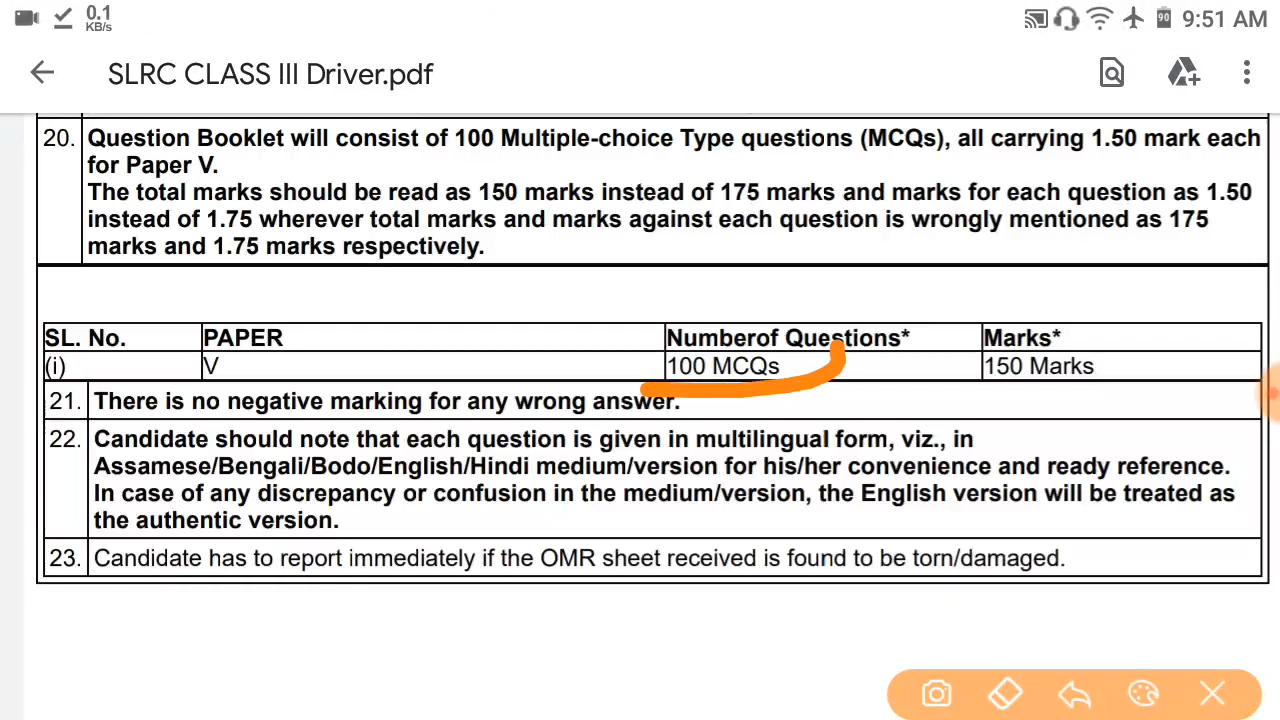 0.1
KB/s
90
9:51 AM
SLRC CLASS III Driver.pdf
20. Question Booklet will consist of 100 Multiple-choice Type questions (MCQs), all carrying 1.50 mark each
for Paper V.
The total marks should be read as 150 marks instead of 175 marks and marks for each question as 1.50
instead of 1.75 wherever total marks and marks against each question is wrongly mentioned as 175
marks and 1.75 marks respectively.
SL. No. PAPER Numberof Questions* Marks*
(i) V 100 MCQs 150 Marks
21. There is no negative marking for any wrong answer.
22. Candidate should note that each question is given in multilingual form, viz., in
Assamese/Bengali/Bodo/English/Hindi medium/version for his/her convenience and ready reference.
In case of any discrepancy or confusion in the medium/version, the English version will be treated as
the authentic version.
23. Candidate has to report immediately if the OMR sheet received is found to be torn/damaged.